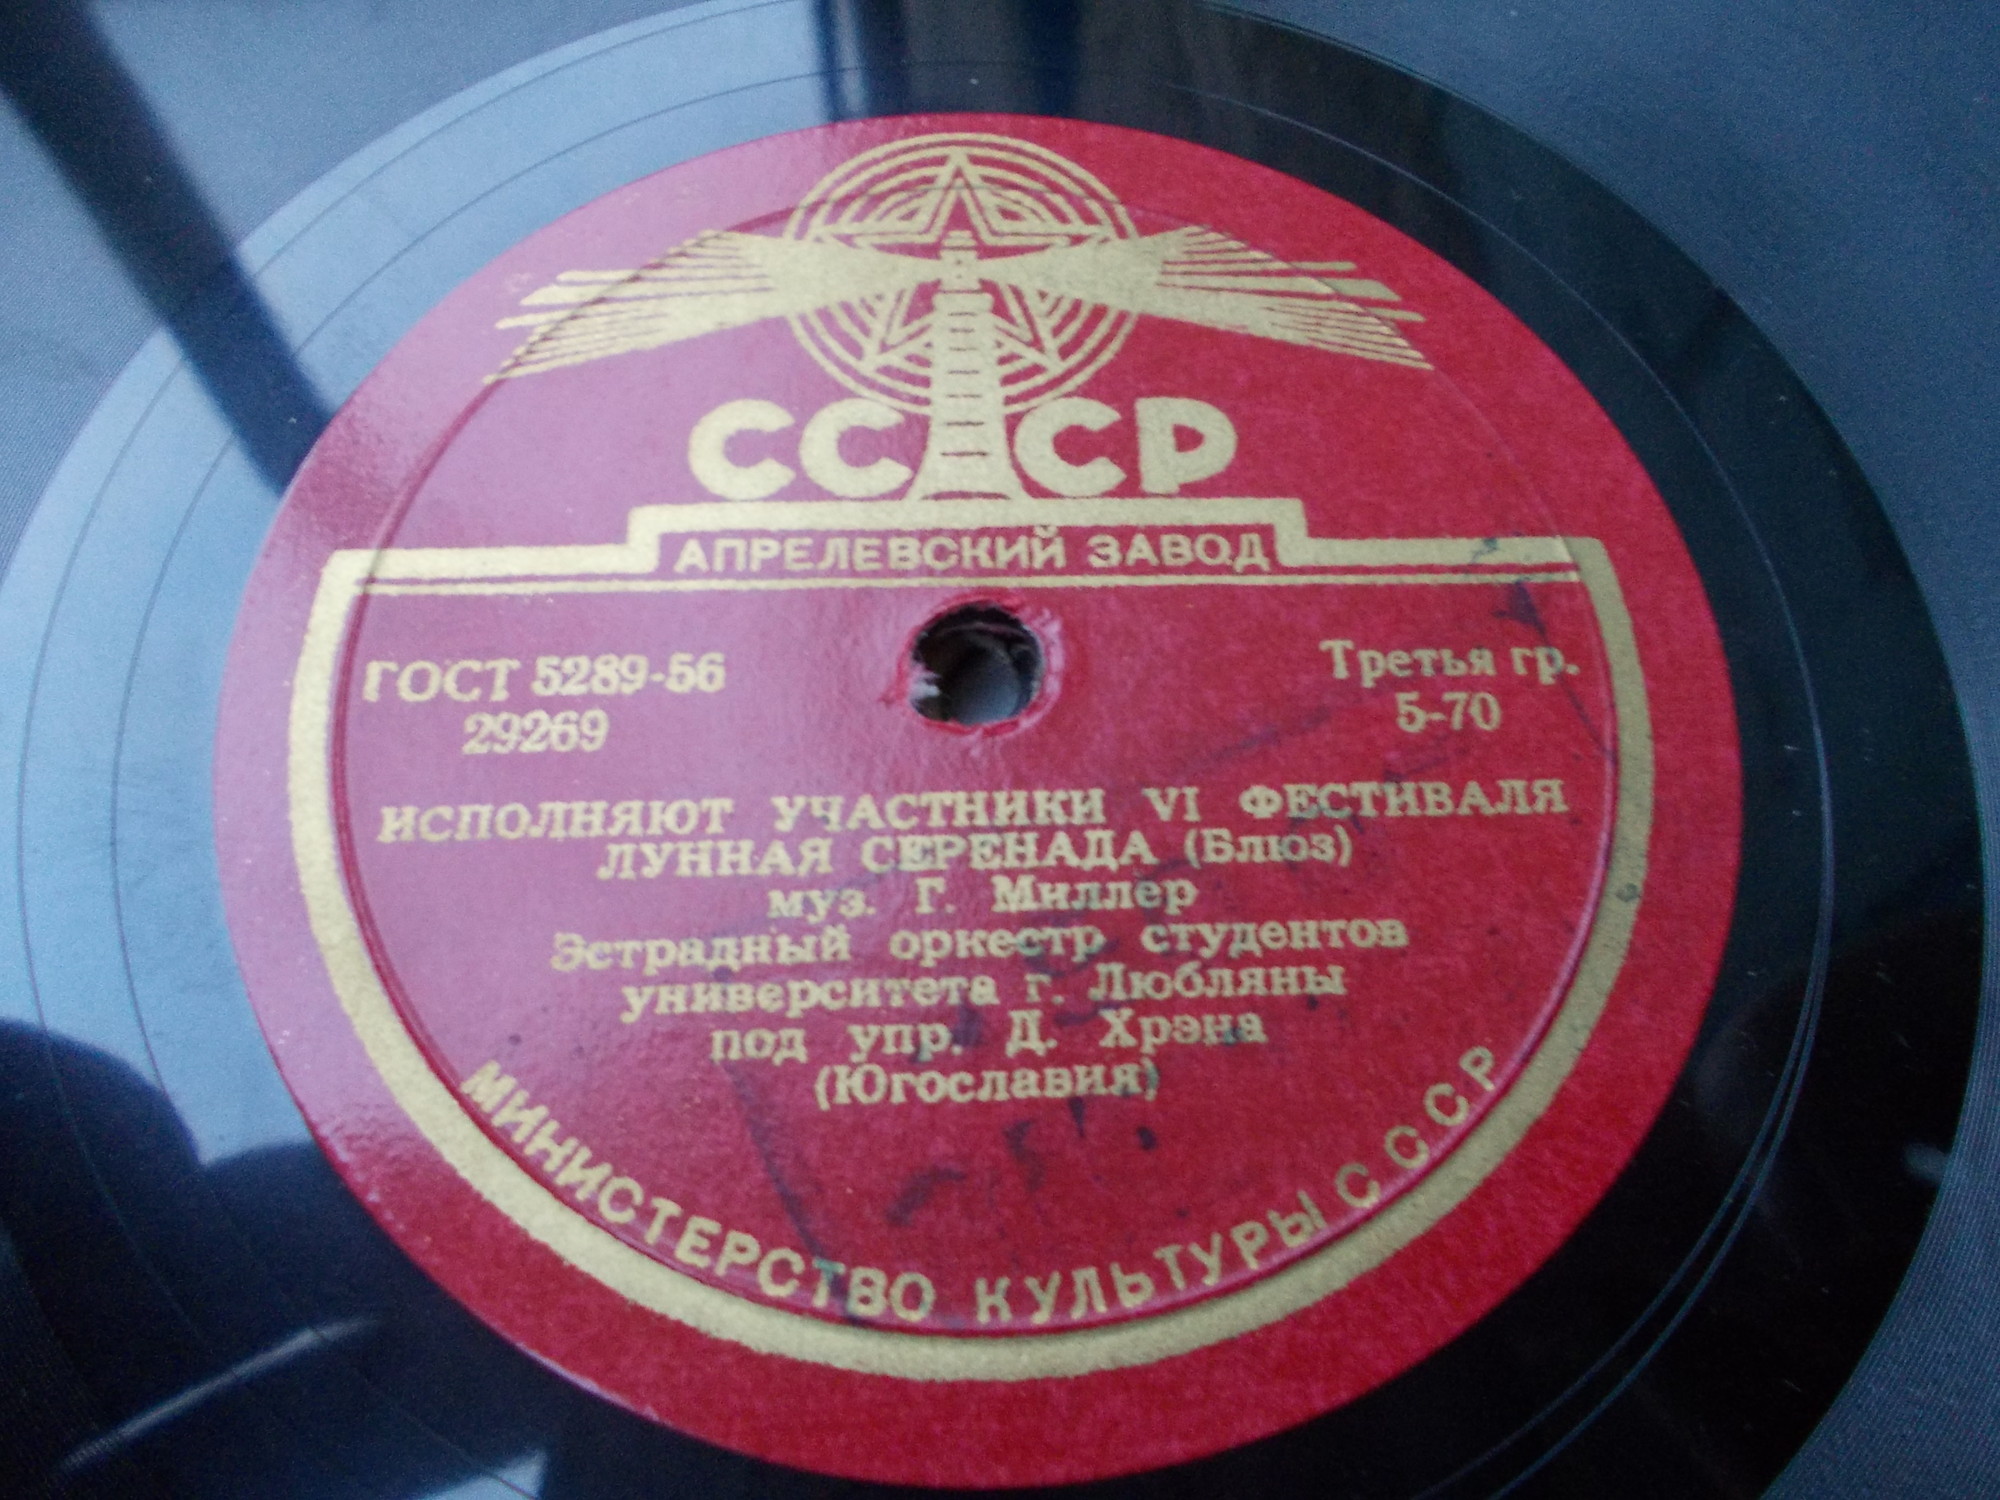 СССР
АПРЕЛЕВСКИЙ ЗАВОД
ГОСТ 5289-56
29269
Третья гр.
5-70
ИСПОЛНЯЮТ УЧАСТНИКИ VI ФЕСТИВАЛЯ
ЛУННАЯ СЕРЕНАДА (Блюз)
муз. Г. Миллер
Эстрадный оркестр студентов
университета г. Любляны
под упр. Д. Хрэна
(Югославия)
МИНИСТЕРСТВО КУЛЬТУРЫ СССР